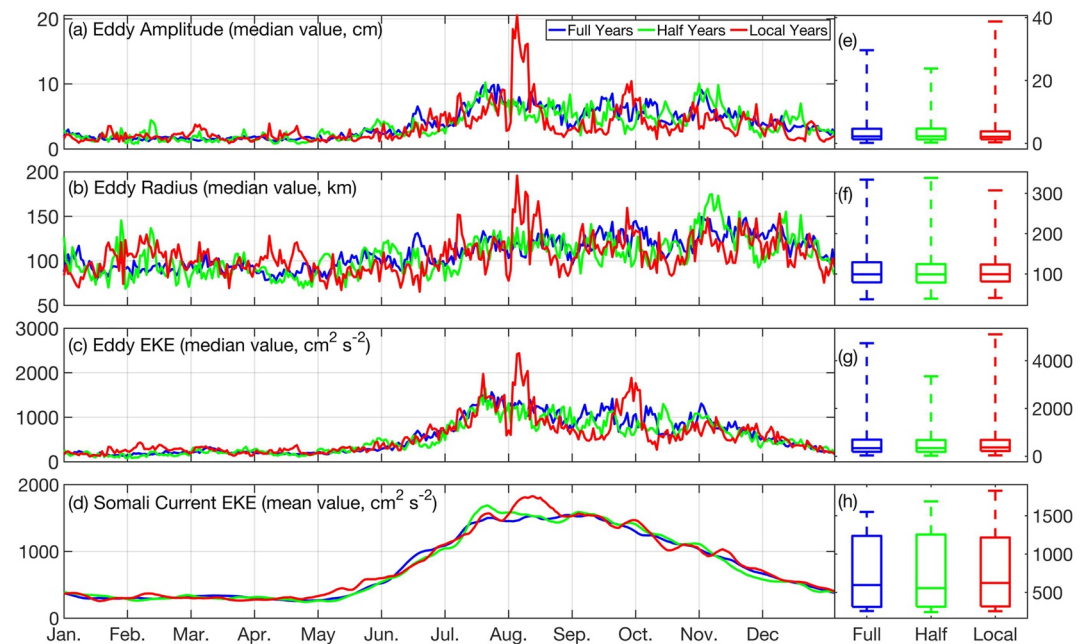 (a) Eddy Amplitude (median value, cm)
Full Years Half Years Local Years
(e)
20
10
0
40
20
0
(b) Eddy Radius (median value, km)
(f)
200
150
100
50
300
200
100
(c) Eddy EKE (median value, cm² s⁻²)
(g)
3000
2000
1000
0
4000
2000
0
(d) Somali Current EKE (mean value, cm² s⁻²)
(h)
2000
1000
0
1500
1000
500
Jan. Feb. Mar. Apr. May Jun. Jul. Aug. Sep. Oct. Nov. Dec
Full Half Local